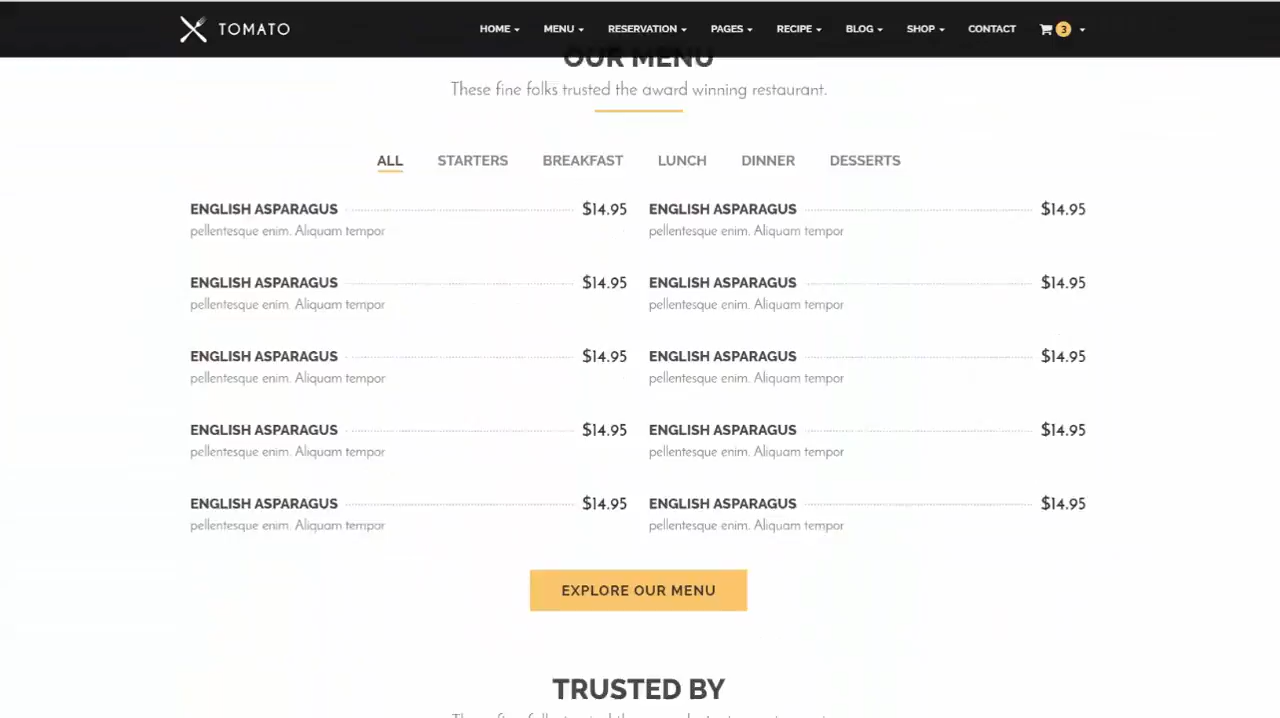 TOMATO
HOME MENU RESERVATION PAGES RECIPE BLOG SHOP CONTACT 3
OUR MENU
These fine folks trusted the award winning restaurant.
ALL STARTERS BREAKFAST LUNCH DINNER DESSERTS
ENGLISH ASPARAGUS $14.95
pellentesque enim. Aliquam tempor
ENGLISH ASPARAGUS $14.95
pellentesque enim. Aliquam tempor
ENGLISH ASPARAGUS $14.95
pellentesque enim. Aliquam tempor
ENGLISH ASPARAGUS $14.95
pellentesque enim. Aliquam tempor
ENGLISH ASPARAGUS $14.95
pellentesque enim. Aliquam tempor
ENGLISH ASPARAGUS $14.95
pellentesque enim. Aliquam tempor
ENGLISH ASPARAGUS $14.95
pellentesque enim. Aliquam tempor
ENGLISH ASPARAGUS $14.95
pellentesque enim. Aliquam tempor
ENGLISH ASPARAGUS $14.95
pellentesque enim. Aliquam tempor
ENGLISH ASPARAGUS $14.95
pellentesque enim. Aliquam tempor
EXPLORE OUR MENU
TRUSTED BY